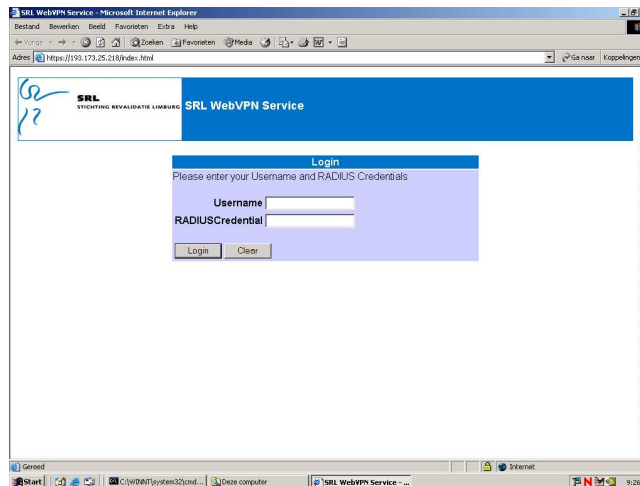 SRL WebVPN Service - Microsoft Internet Explorer
Bestand Bewerken Beeld Favorieten Extra Help
Vorige Zoeken Favorieten Media
Adres https://193.173.25.218/index.html Ga naar Koppelingen
SRL
STICHTING REVALIDATIE LIMBURG
SRL WebVPN Service
Login
Please enter your Username and RADIUS Credentials
Username
RADIUSCredential
Login Clear
Gereed Internet
Start C:\WINNT\system32\cmd... Deze computer SRL WebVPN Service - ... 9:26